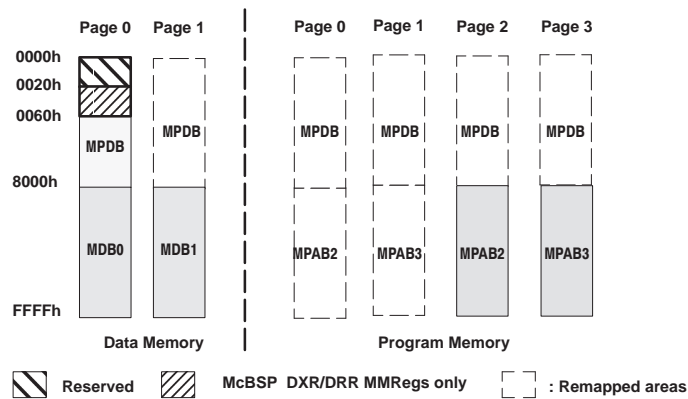 Page 0 Page 1 Page 0 Page 1 Page 2 Page 3
0000h
0020h
0060h
MPDB MPDB MPDB MPDB MPDB MPDB
8000h
MDB0 MDB1 MPAB2 MPAB3 MPAB2 MPAB3
FFFFh
Data Memory Program Memory
Reserved McBSP DXR/DRR MMRegs only : Remapped areas